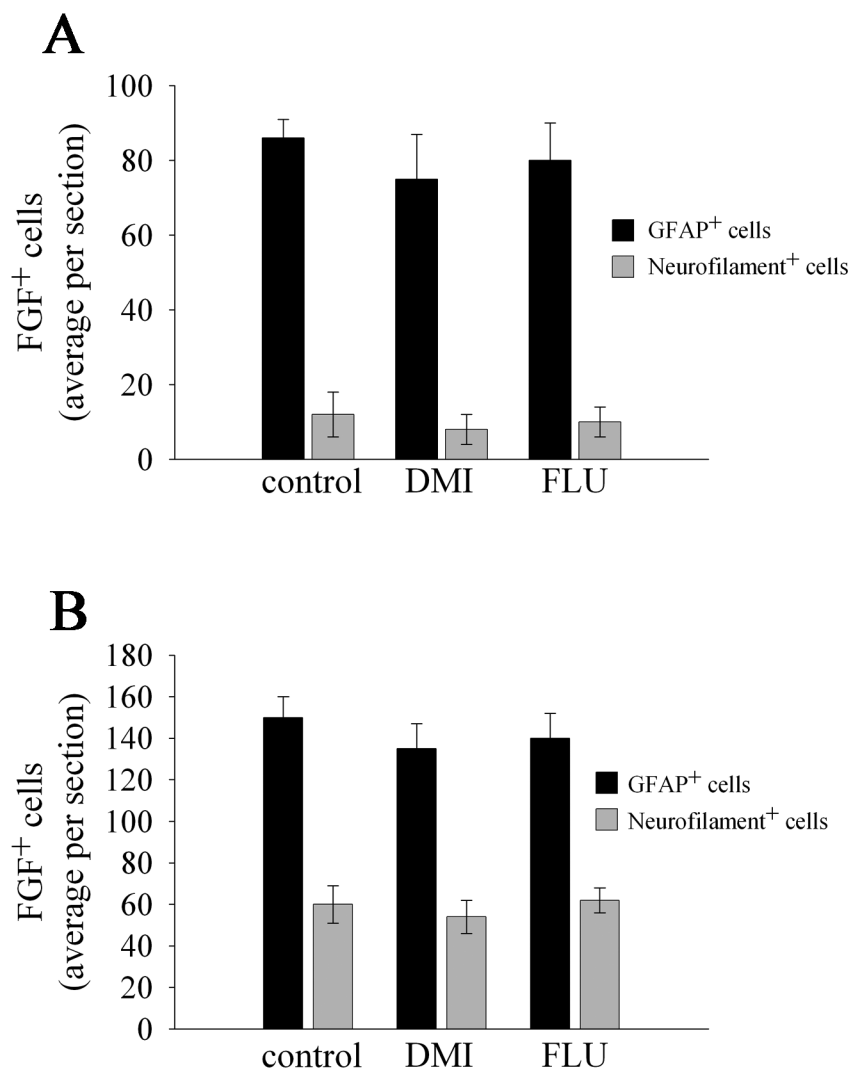 A
FGF+ cells
(average per section)
100
80
60
40
20
0
control DMI FLU
GFAP+ cells
Neurofilament+ cells
B
FGF+ cells
(average per section)
180
160
140
120
100
80
60
40
20
0
control DMI FLU
GFAP+ cells
Neurofilament+ cells